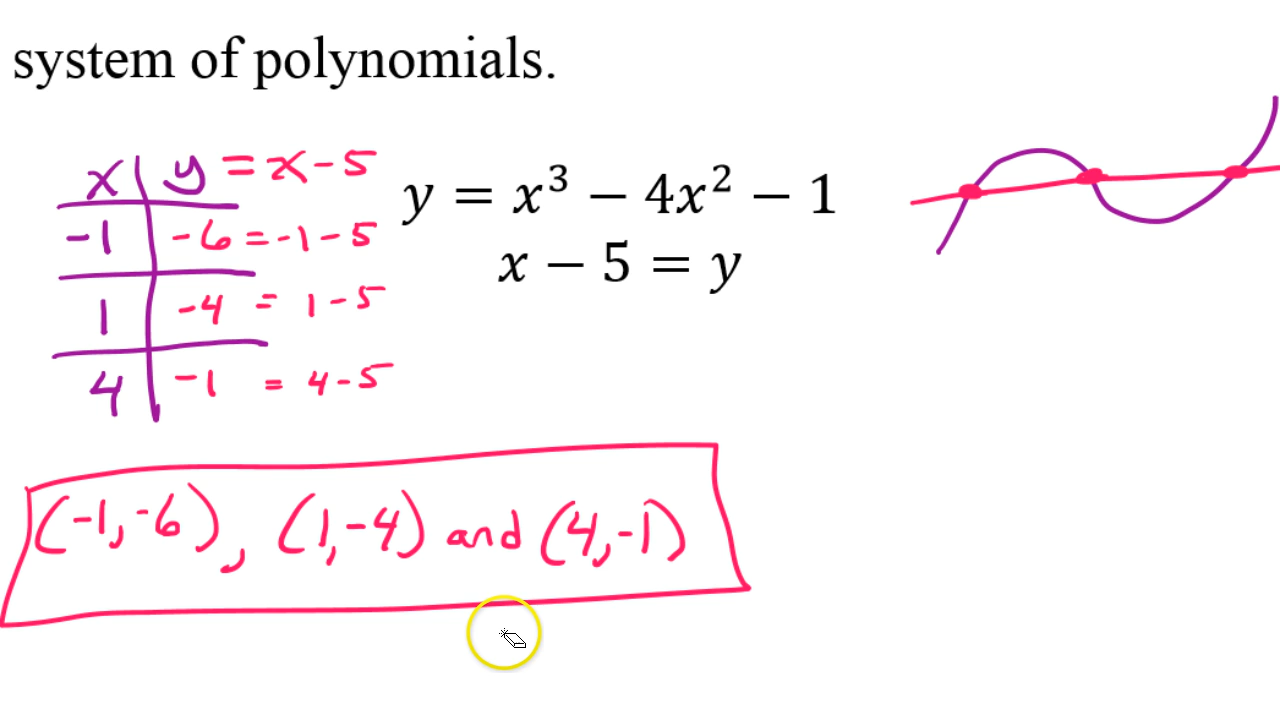 system of polynomials.
x | y = x - 5
-1 | -6 = -1 - 5
1 | -4 = 1 - 5
4 | -1 = 4 - 5
y = x³ − 4x² − 1
x − 5 = y
(-1, -6), (1, -4) and (4, -1)